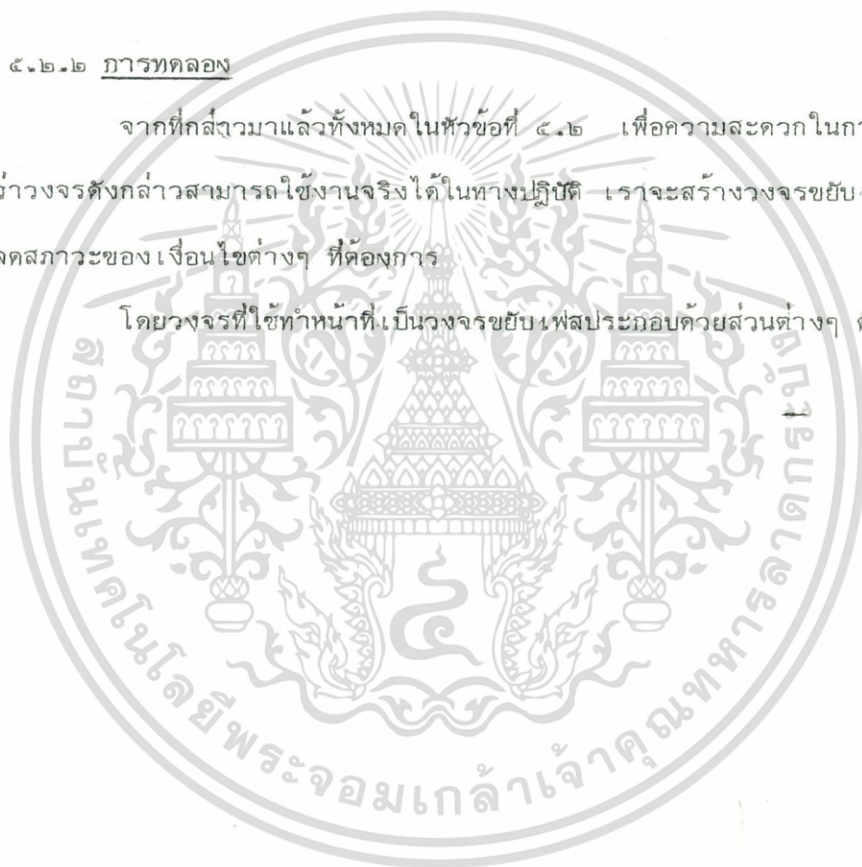 ๕.๒.๒ การทดลอง
จากที่กล่าวมาแล้วทั้งหมดในหัวข้อที่ ๕.๒ เพื่อความสะดวกในกา
ร่าวงจรดังกล่าวสามารถใช้งานจริงได้ในทางปฏิบัติ เราจะสร้างวงจรขยับ
ลดสภาวะของเงื่อนไขต่างๆ ที่ต้องการ
โดยวงจรที่ใช้ทำหน้าที่เป็นวงจรขยับเฟสประกอบด้วยส่วนต่างๆ
สถาบันเทคโนโลยีพระจอมเกล้าเจ้าคุณทหารลาดกระบัง